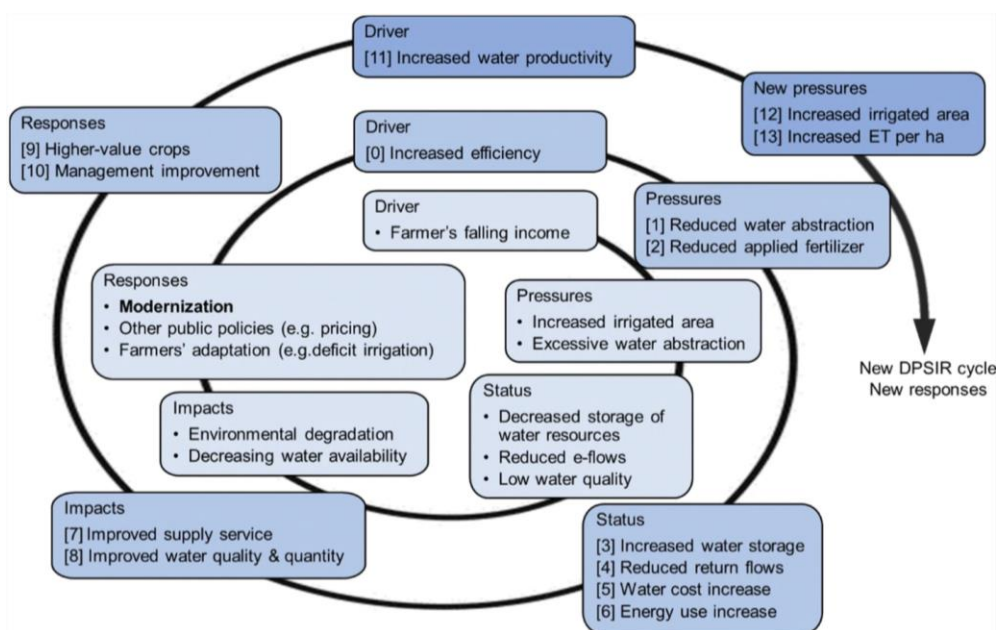 Driver
[11] Increased water productivity
New pressures
[12] Increased irrigated area
[13] Increased ET per ha
Responses
[9] Higher-value crops
[10] Management improvement
Driver
[0] Increased efficiency
Pressures
[1] Reduced water abstraction
[2] Reduced applied fertilizer
Driver
• Farmer's falling income
Responses
• Modernization
• Other public policies (e.g. pricing)
• Farmers' adaptation (e.g.deficit irrigation)
Pressures
• Increased irrigated area
• Excessive water abstraction
New DPSIR cycle
New responses
Impacts
• Environmental degradation
• Decreasing water availability
Status
• Decreased storage of
water resources
• Reduced e-flows
• Low water quality
Impacts
[7] Improved supply service
[8] Improved water quality & quantity
Status
[3] Increased water storage
[4] Reduced return flows
[5] Water cost increase
[6] Energy use increase